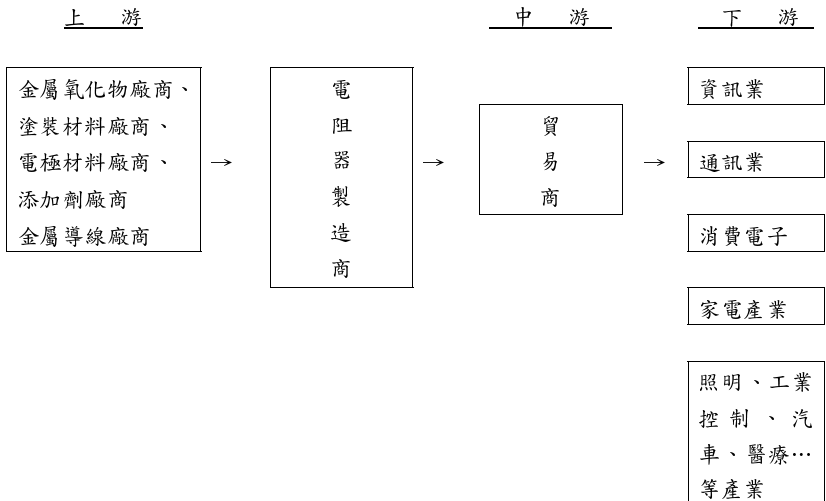 上 游
中 游
下 游
金屬氧化物廠商、
塗裝材料廠商、
電極材料廠商、
添加劑廠商
金屬導線廠商
→
電
阻
器
製
造
商
→
貿
易
商
→
資訊業
通訊業
消費電子
家電產業
照明、工業
控制、汽
車、醫療…
等產業